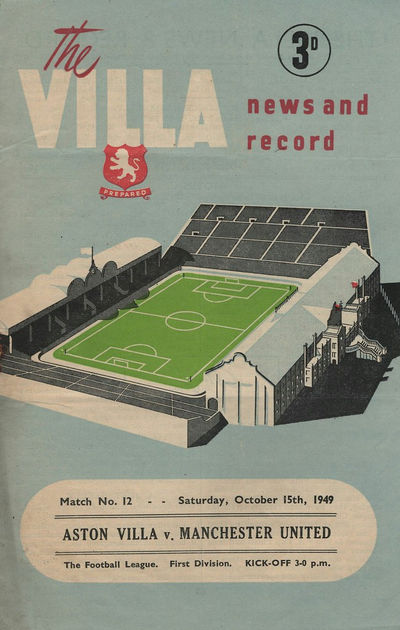 The
VILLA
3D
news and
record
PREPARED
Match No. 12 - - Saturday, October 15th, 1949
ASTON VILLA v. MANCHESTER UNITED
The Football League. First Division. KICK-OFF 3-0 p.m.